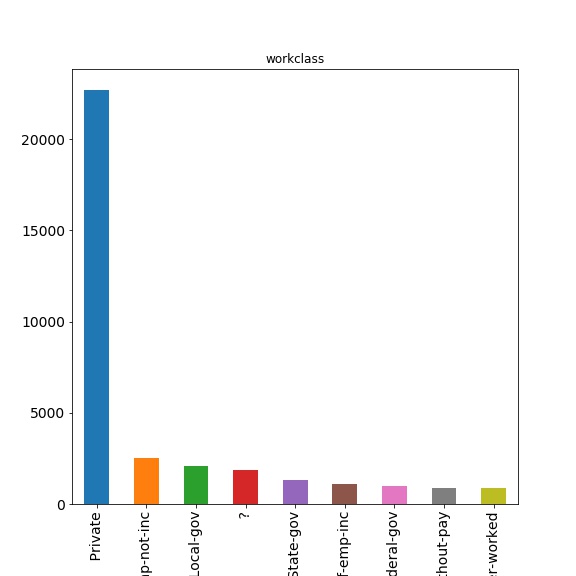 workclass
20000
15000
10000
5000
0
Private
np-not-inc
Local-gov
?
State-gov
f-emp-inc
deral-gov
thout-pay
er-worked